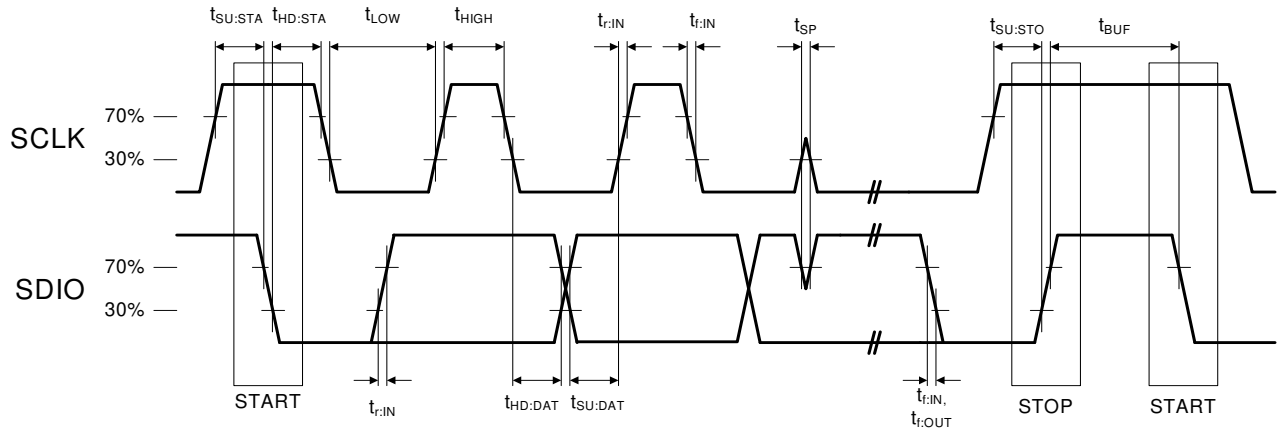 tSU:STA tHD:STA tLOW tHIGH tr:IN tf:IN tSP tSU:STO tBUF
70%
SCLK
30%
70%
SDIO
30%
START
tr:IN
tHD:DAT tSU:DAT
tf:IN,
tf:OUT
STOP
START